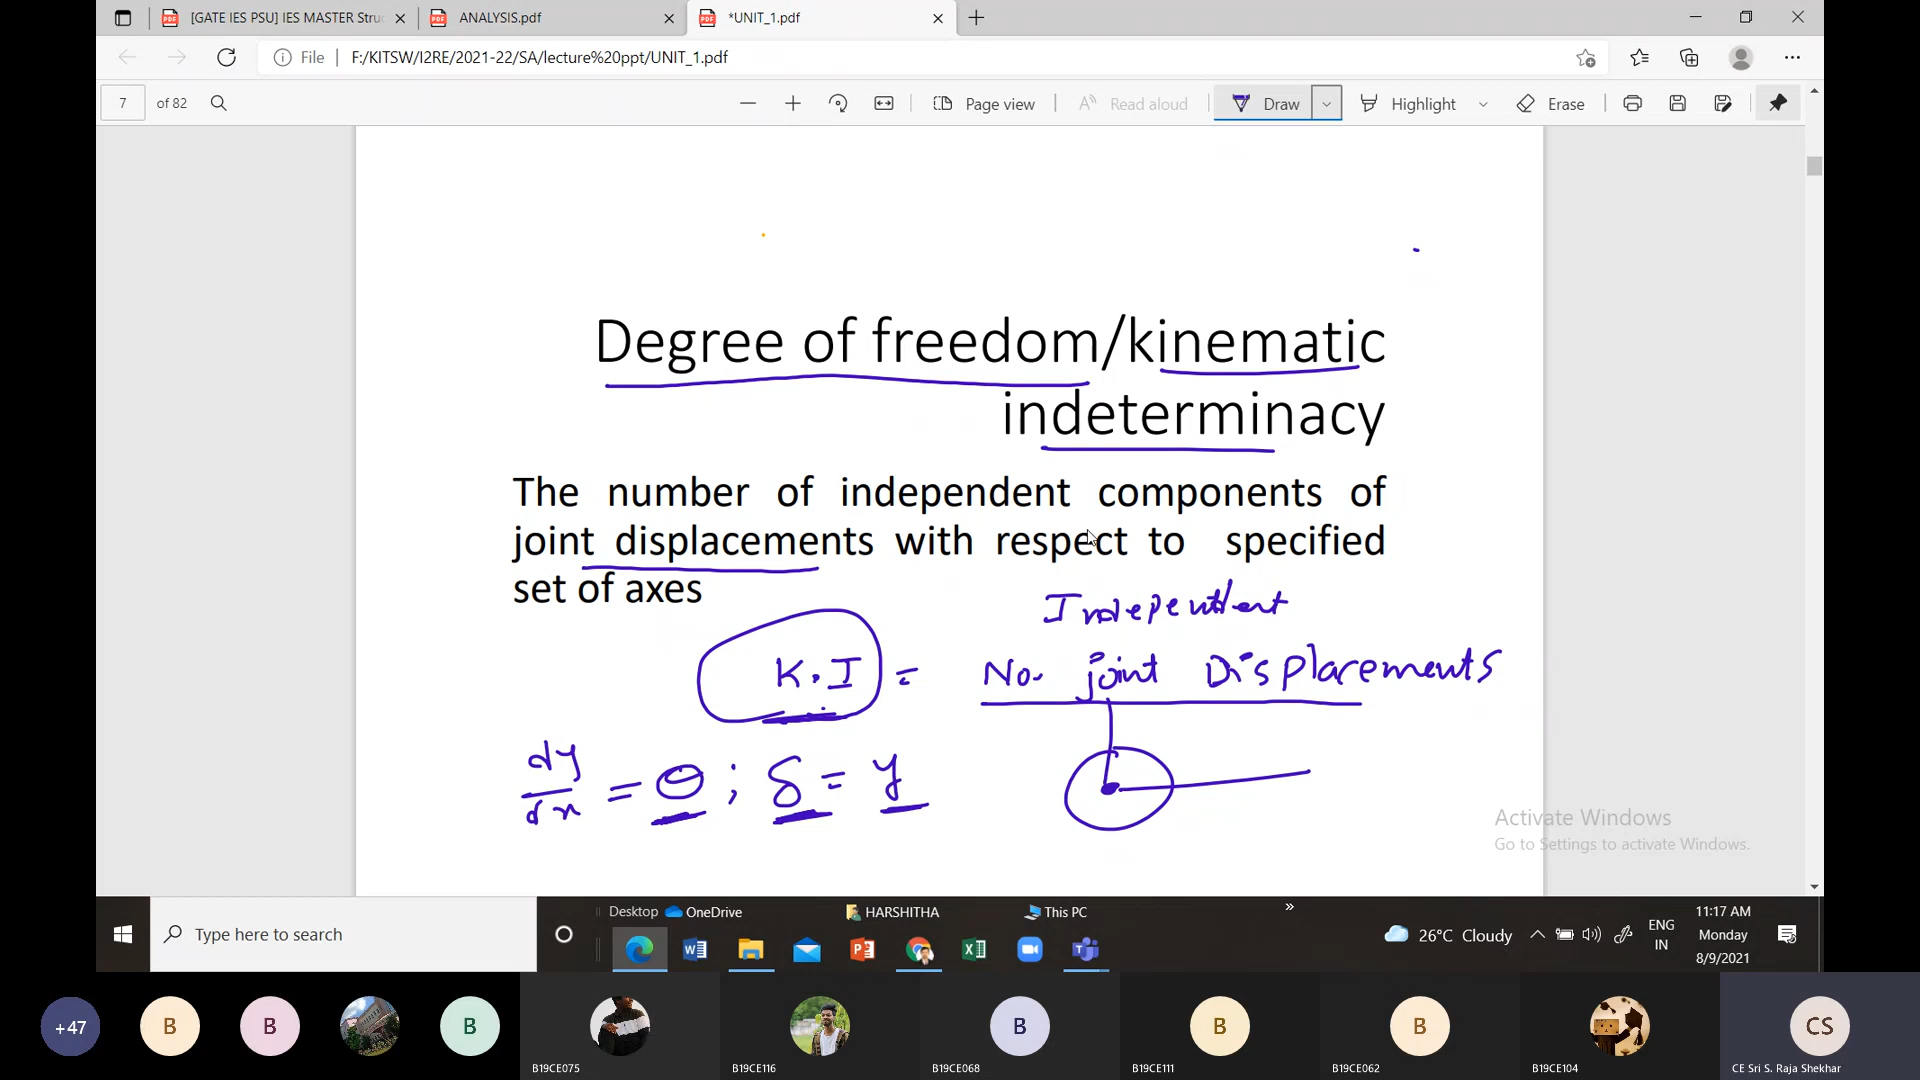 [GATE IES PSU] IES MASTER Struc
ANALYSIS.pdf
*UNIT_1.pdf
File
F:/KITSW/I2RE/2021-22/SA/lecture%20ppt/UNIT_1.pdf
7 of 82
Page view
Read aloud
Draw
Highlight
Erase
Degree of freedom/kinematic
indeterminacy
The number of independent components of
joint displacements with respect to specified
set of axes
Independent
K.I = No. joint Displacements
dy/dx = θ ; δ = y
Activate Windows
Go to Settings to activate Windows.
Type here to search
Desktop
OneDrive
HARSHITHA
This PC
»
26°C Cloudy
ENG
IN
11:17 AM
Monday
8/9/2021
+47
B
B
B
B
B
B
CS
B19CE075
B19CE116
B19CE068
B19CE111
B19CE062
B19CE104
CE Sri S. Raja Shekhar